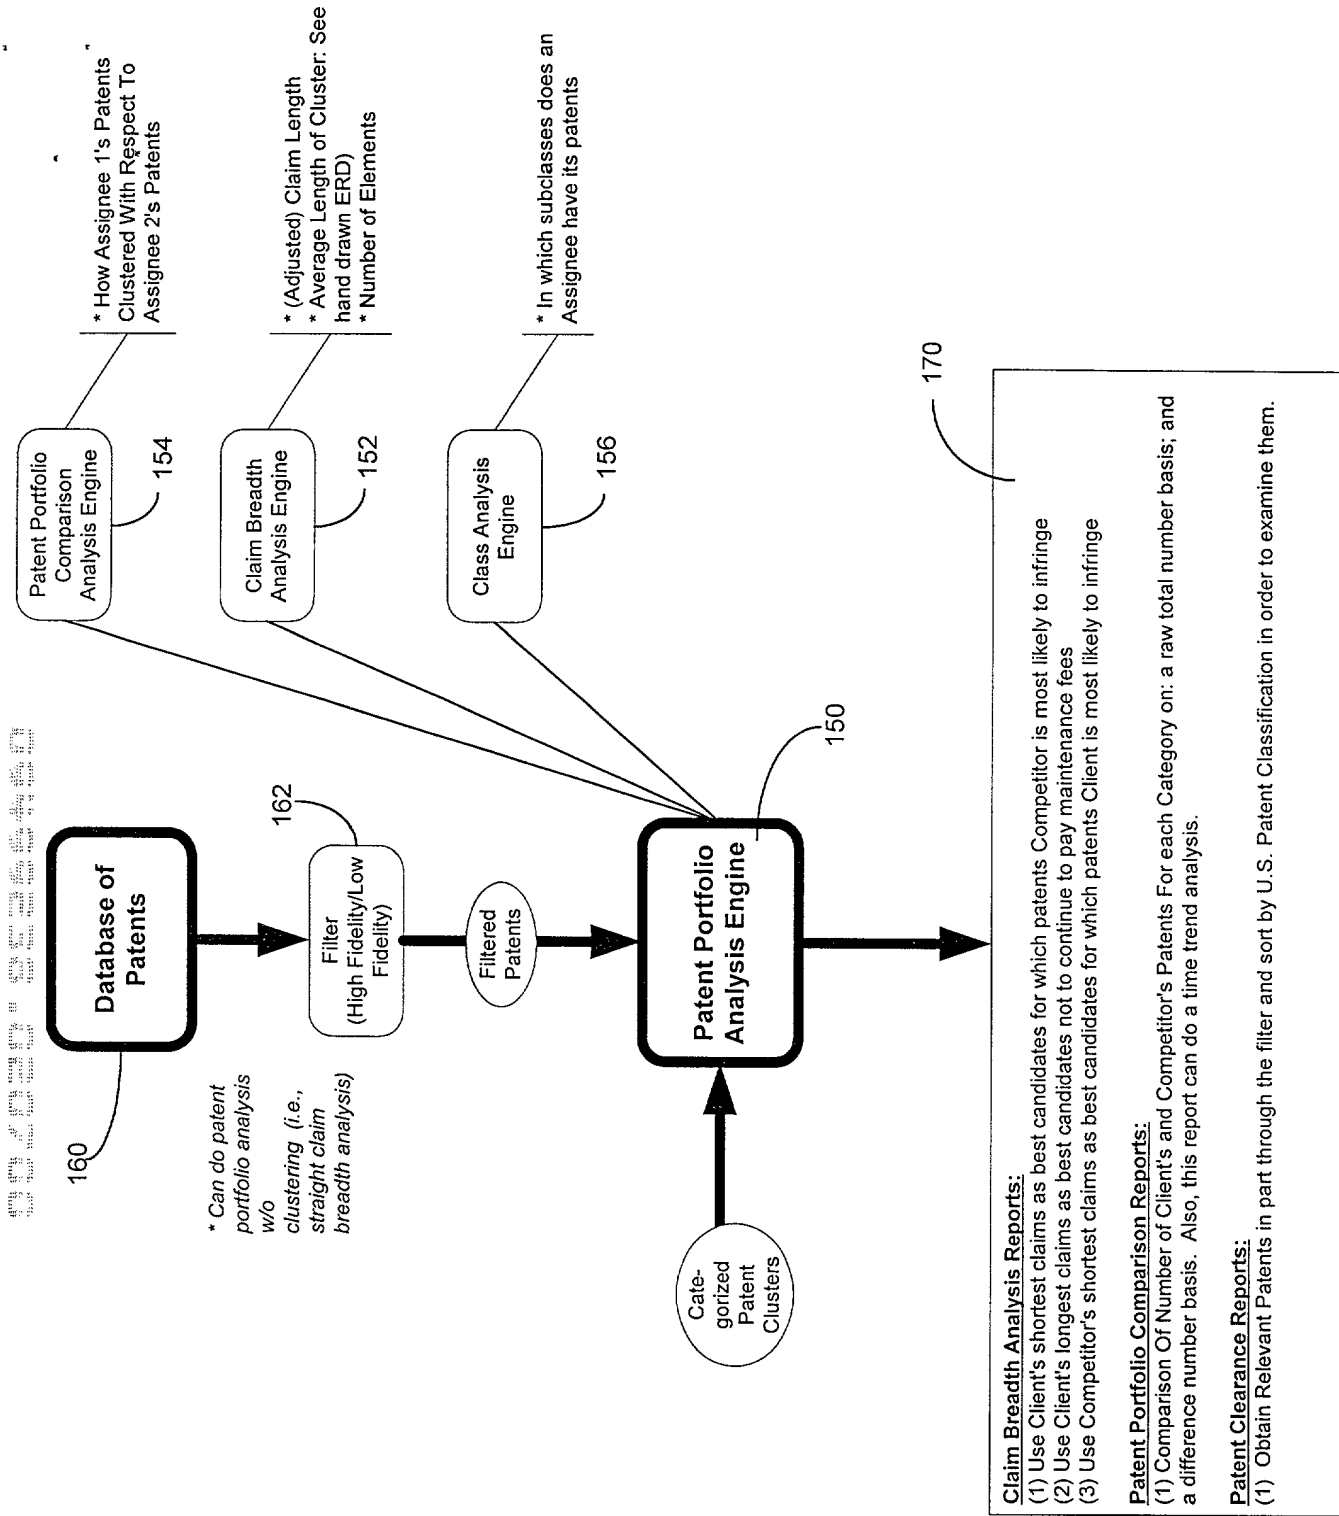 Database of
Patents
160
* Can do patent
portfolio analysis
w/o
clustering (i.e.,
straight claim
breadth analysis)
Filter
(High Fidelity/Low
Fidelity)
162
Filtered
Patents
Cate-
gorized
Patent
Clusters
Patent Portfolio
Analysis Engine
150
Patent Portfolio
Comparison
Analysis Engine
154
* How Assignee 1's Patents
Clustered With Respect To
Assignee 2's Patents
Claim Breadth
Analysis Engine
152
* (Adjusted) Claim Length
* Average Length of Cluster: See
hand drawn ERD)
* Number of Elements
Class Analysis
Engine
156
* In which subclasses does an
Assignee have its patents
170
Claim Breadth Analysis Reports:
(1) Use Client's shortest claims as best candidates for which patents Competitor is most likely to infringe
(2) Use Client's longest claims as best candidates not to continue to pay maintenance fees
(3) Use Competitor's shortest claims as best candidates for which patents Client is most likely to infringe
Patent Portfolio Comparison Reports:
(1) Comparison Of Number of Client's and Competitor's Patents For each Category on: a raw total number basis; and
a difference number basis. Also, this report can do a time trend analysis.
Patent Clearance Reports:
(1) Obtain Relevant Patents in part through the filter and sort by U.S. Patent Classification in order to examine them.